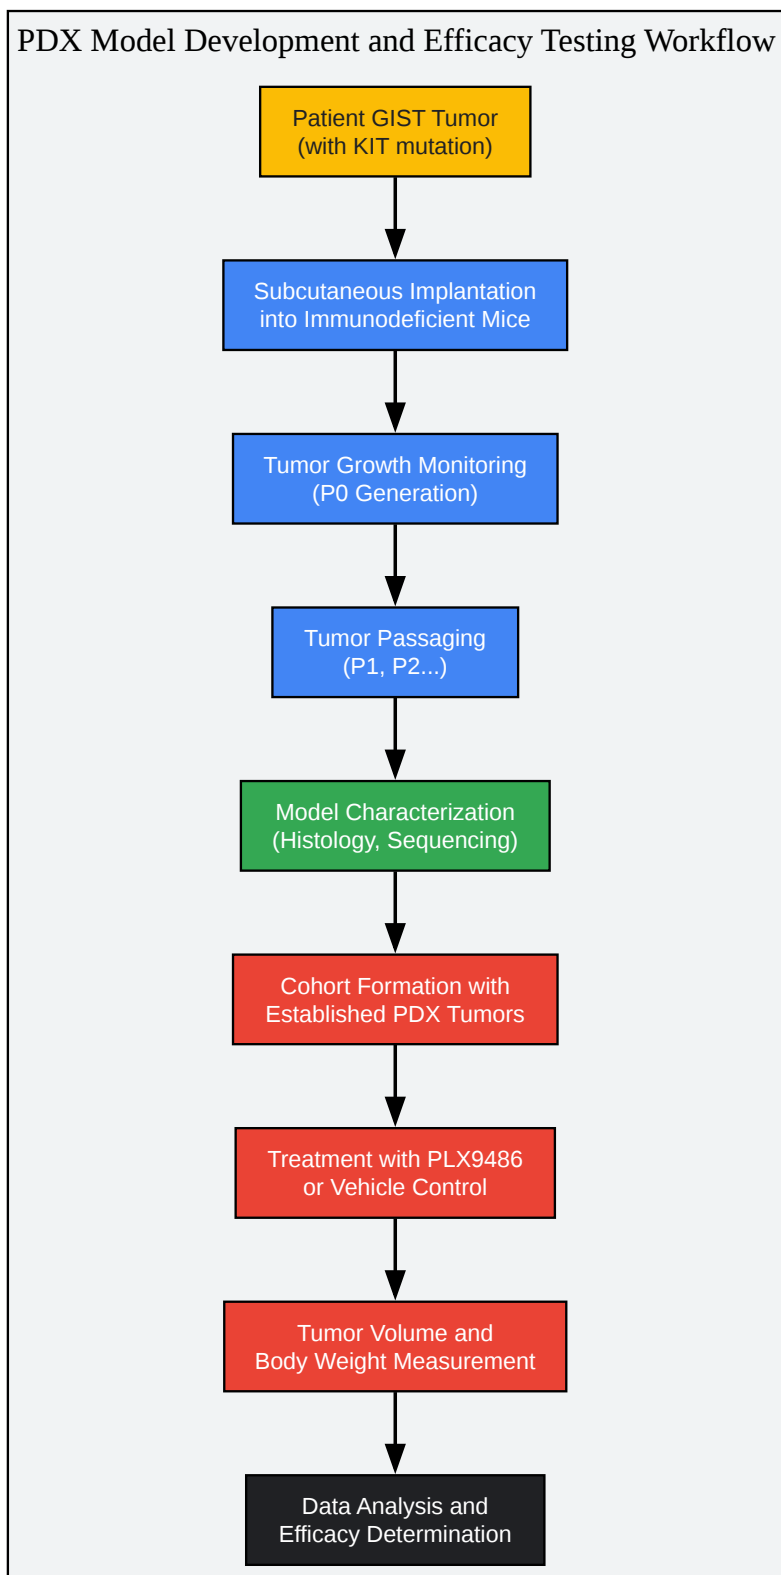 PDX Model Development and Efficacy Testing Workflow
Patient GIST Tumor
(with KIT mutation)
Subcutaneous Implantation
into Immunodeficient Mice
Tumor Growth Monitoring
(P0 Generation)
Tumor Passaging
(P1, P2...)
Model Characterization
(Histology, Sequencing)
Cohort Formation with
Established PDX Tumors
Treatment with PLX9486
or Vehicle Control
Tumor Volume and
Body Weight Measurement
Data Analysis and
Efficacy Determination